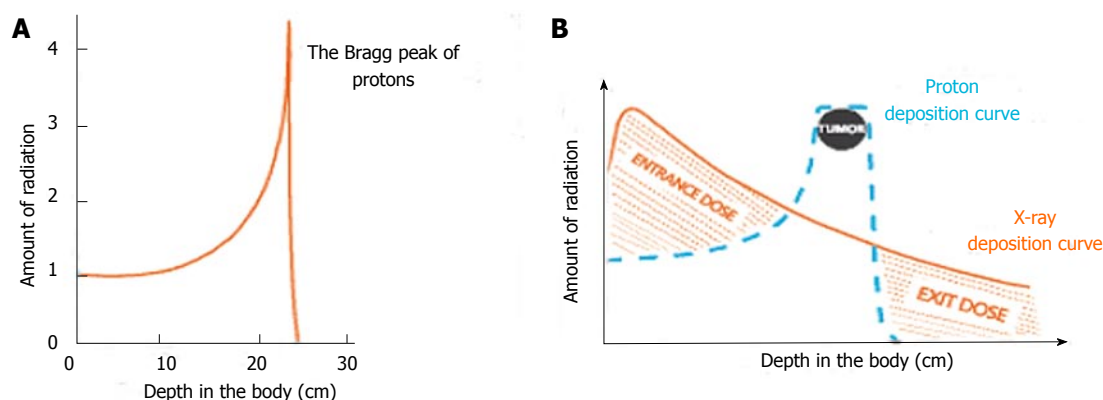 A
The Bragg peak of
protons
Amount of radiation
4
3
2
1
0
0
10
20
30
Depth in the body (cm)
B
Proton
deposition curve
TUMOR
ENTRANCE DOSE
X-ray
deposition curve
EXIT DOSE
Amount of radiation
Depth in the body (cm)